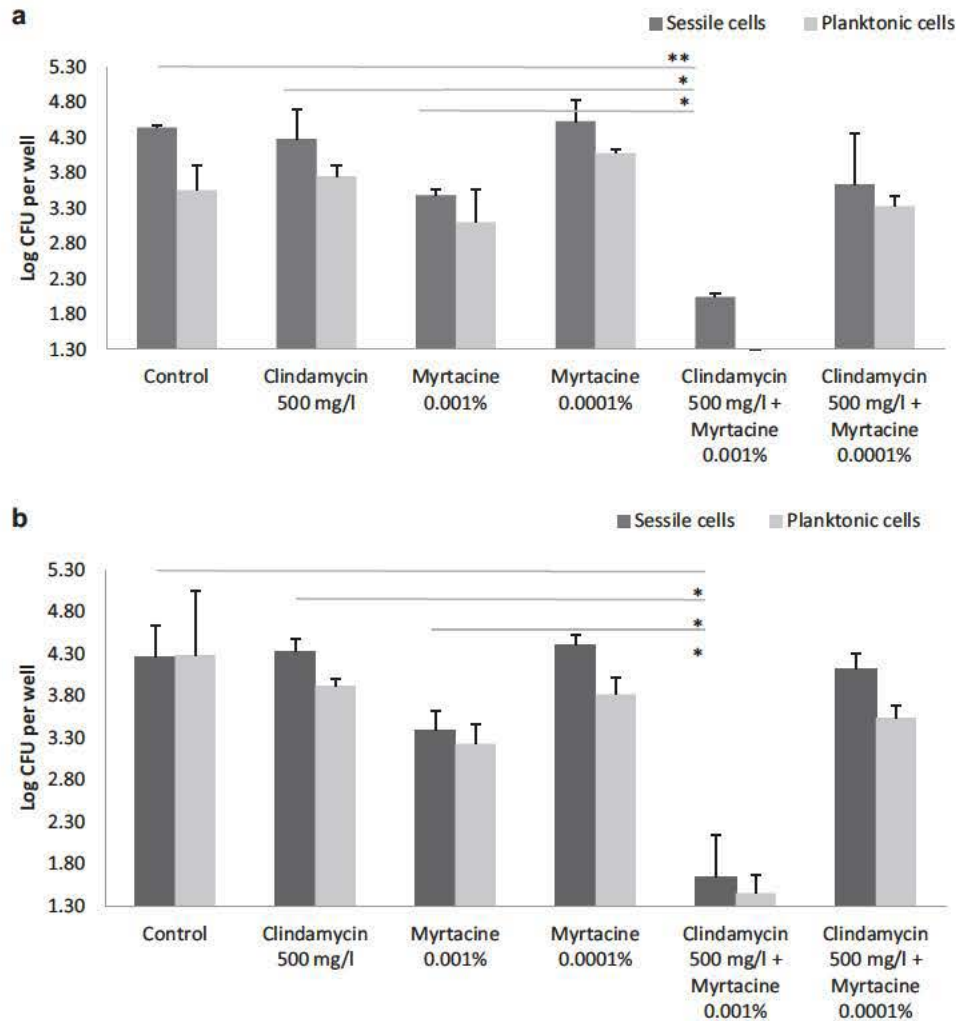 a
Sessile cells Planktonic cells
**
*
*
5.30
4.80
4.30
3.80
3.30
2.80
2.30
1.80
1.30
Log CFU per well
Control Clindamycin Myrtacine Myrtacine Clindamycin Clindamycin
500 mg/l 0.001% 0.0001% 500 mg/l + 500 mg/l +
Myrtacine Myrtacine
0.001% 0.0001%
b
Sessile cells Planktonic cells
*
*
*
5.30
4.80
4.30
3.80
3.30
2.80
2.30
1.80
1.30
Log CFU per well
Control Clindamycin Myrtacine Myrtacine Clindamycin Clindamycin
500 mg/l 0.001% 0.0001% 500 mg/l + 500 mg/l +
Myrtacine Myrtacine
0.001% 0.0001%